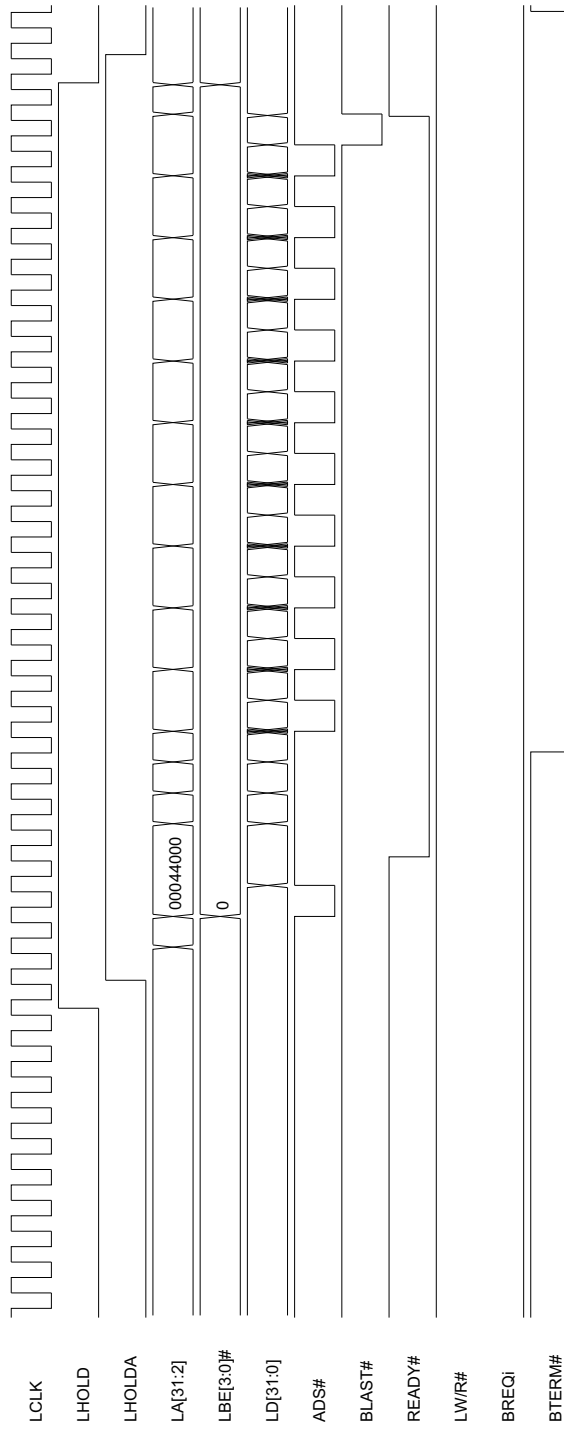 LCLK
LHOLD
LHOLDA
LA[31:2]
00044000
LBE[3:0]#
0
LD[31:0]
ADS#
BLAST#
READY#
LW/R#
BREQi
BTERM#